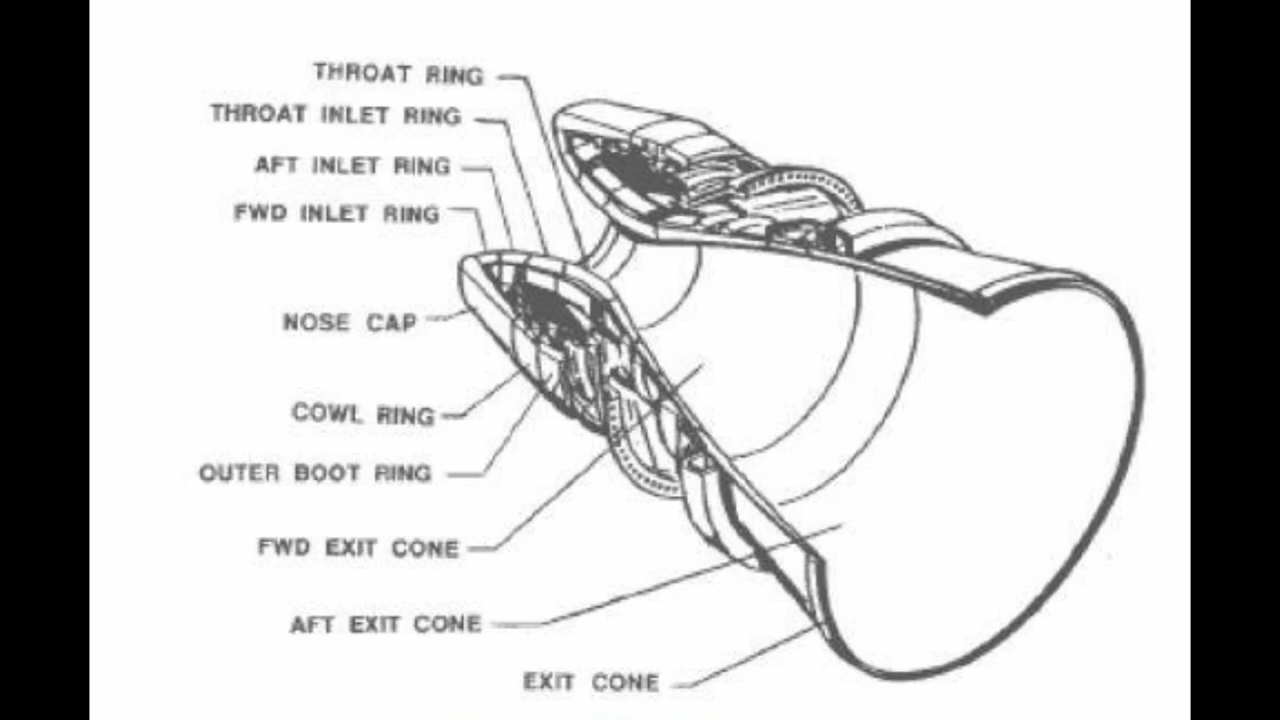 THROAT RING
THROAT INLET RING
AFT INLET RING
FWD INLET RING
NOSE CAP
COWL RING
OUTER BOOT RING
FWD EXIT CONE
AFT EXIT CONE
EXIT CONE